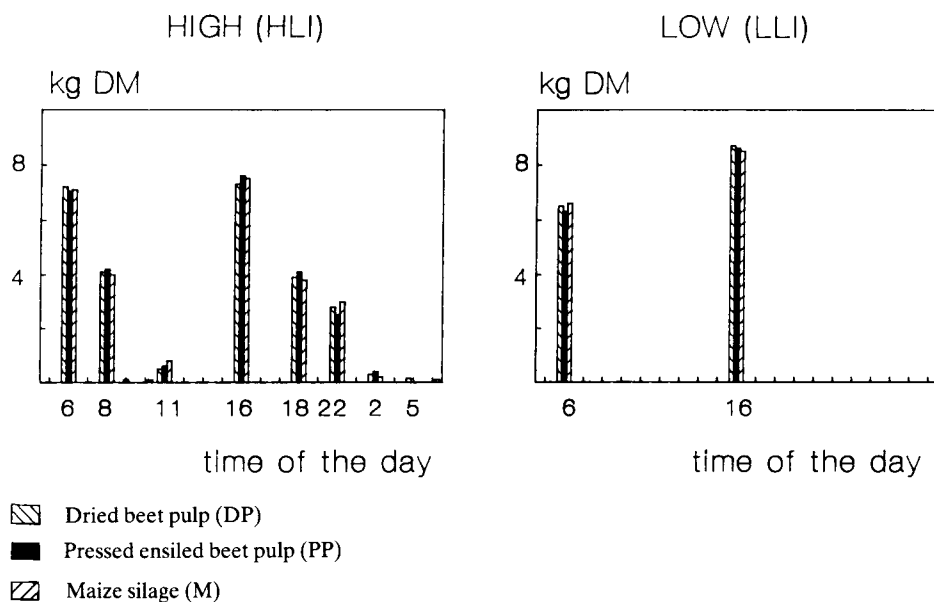 HIGH (HLI)
kg DM
8
4
6 8 11 16 18 22 2 5
time of the day
LOW (LLI)
kg DM
8
4
6 16
time of the day
Dried beet pulp (DP)
Pressed ensiled beet pulp (PP)
Maize silage (M)